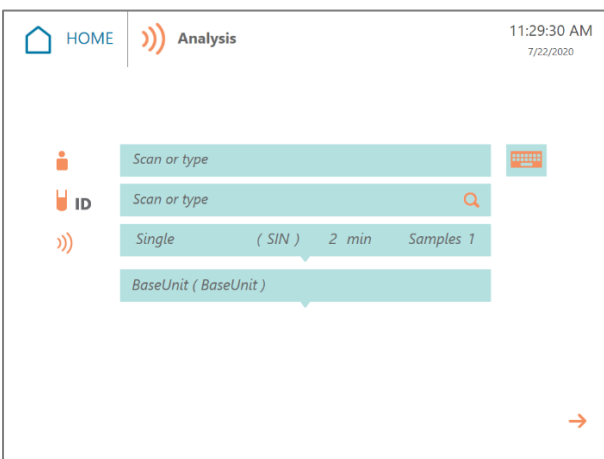 HOME
Analysis
11:29:30 AM
7/22/2020
Scan or type
ID
Scan or type
Single ( SIN ) 2 min Samples 1
BaseUnit ( BaseUnit )